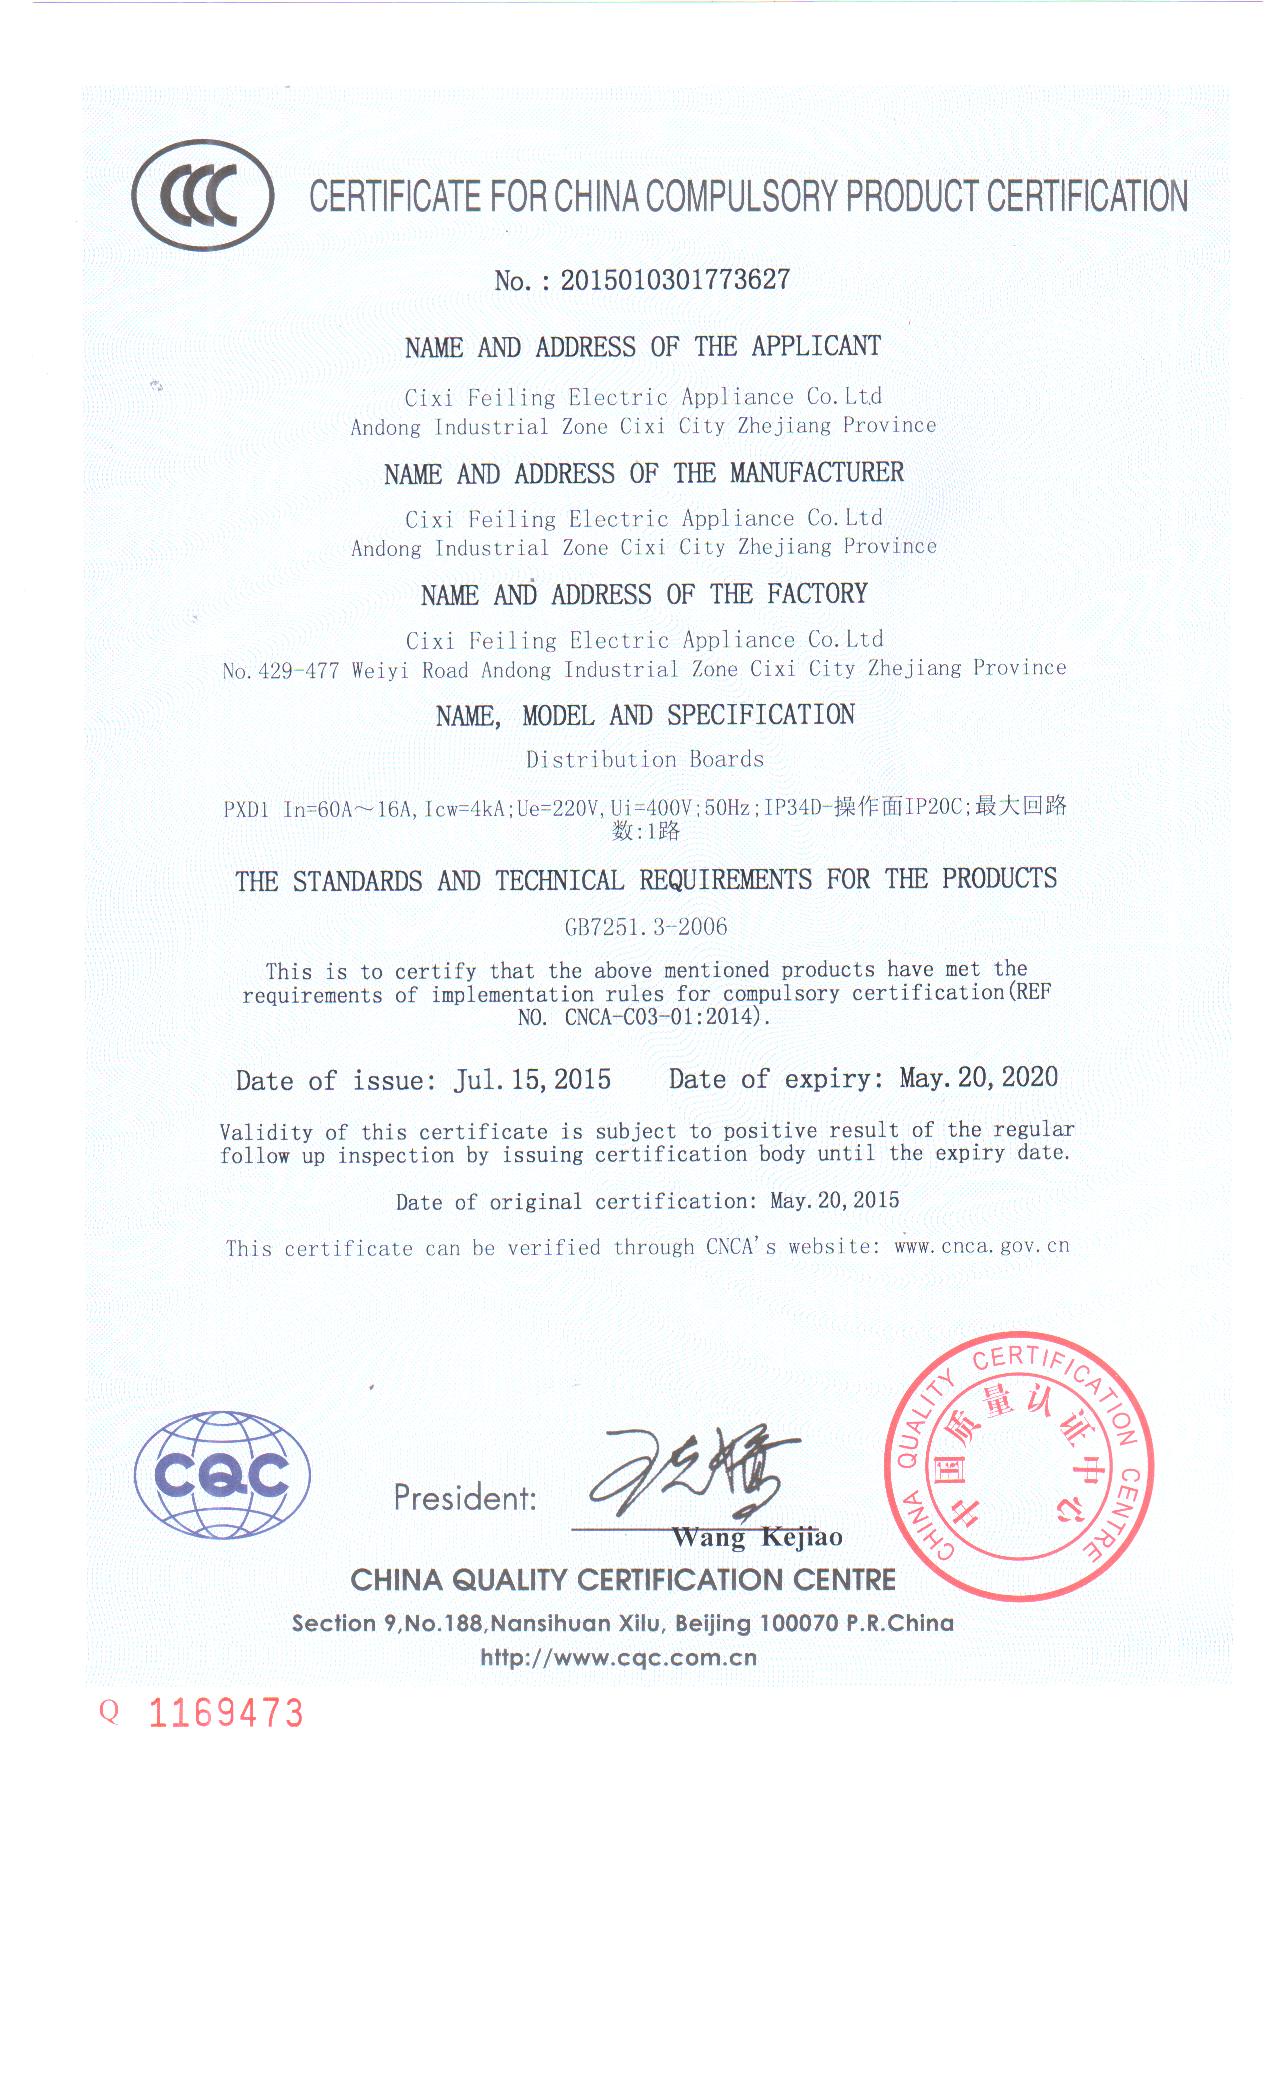 CCC
CERTIFICATE FOR CHINA COMPULSORY PRODUCT CERTIFICATION
No. : 2015010301773627
NAME AND ADDRESS OF THE APPLICANT
Cixi Feiling Electric Appliance Co.Ltd
Andong Industrial Zone Cixi City Zhejiang Province
NAME AND ADDRESS OF THE MANUFACTURER
Cixi Feiling Electric Appliance Co.Ltd
Andong Industrial Zone Cixi City Zhejiang Province
NAME AND ADDRESS OF THE FACTORY
Cixi Feiling Electric Appliance Co.Ltd
No.429-477 Weiyi Road Andong Industrial Zone Cixi City Zhejiang Province
NAME, MODEL AND SPECIFICATION
Distribution Boards
PXD1 In=60A～16A,Icw=4kA;Ue=220V,Ui=400V;50Hz;IP34D-操作面IP20C;最大回路
数:1路
THE STANDARDS AND TECHNICAL REQUIREMENTS FOR THE PRODUCTS
GB7251.3-2006
This is to certify that the above mentioned products have met the
requirements of implementation rules for compulsory certification(REF
NO. CNCA-C03-01:2014).
Date of issue: Jul.15,2015 Date of expiry: May.20,2020
Validity of this certificate is subject to positive result of the regular
follow up inspection by issuing certification body until the expiry date.
Date of original certification: May.20,2015
This certificate can be verified through CNCA's website: www.cnca.gov.cn
CHINA QUALITY CERTIFICATION CENTRE
中国质量认证中心
CQC
President:
王克娇
Wang Kejiao
CHINA QUALITY CERTIFICATION CENTRE
Section 9,No.188,Nansihuan Xilu, Beijing 100070 P.R.China
http://www.cqc.com.cn
Q 1169473